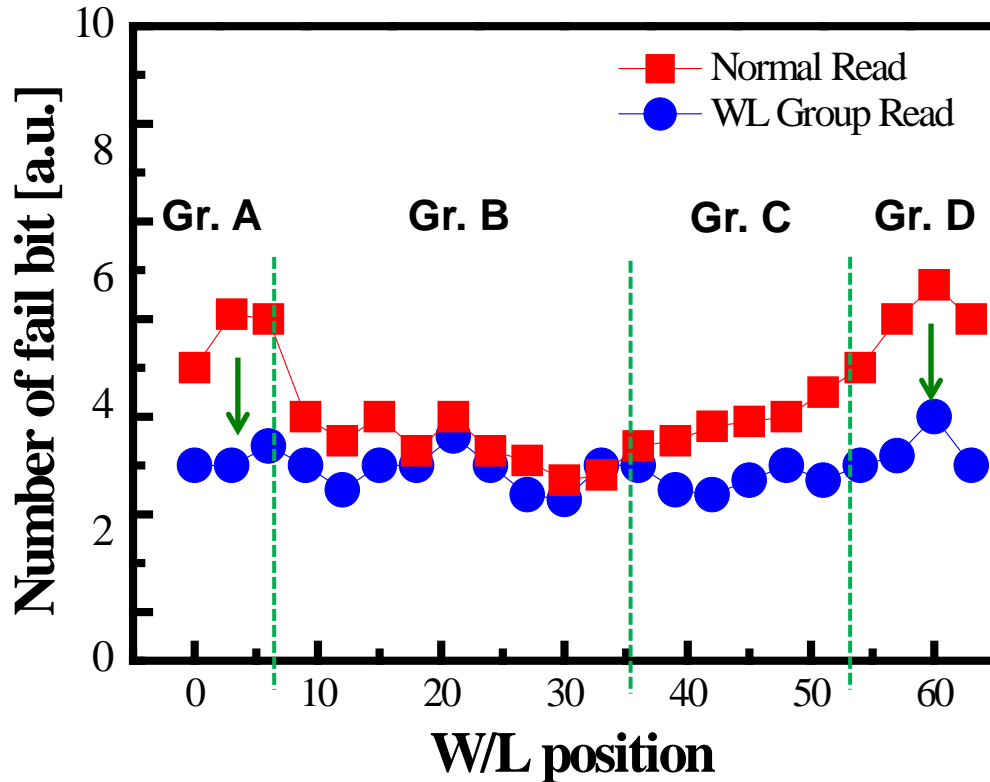 Number of fail bit [a.u.]
10
8
6
4
2
0
Normal Read
WL Group Read
Gr. A
Gr. B
Gr. C
Gr. D
0 10 20 30 40 50 60
W/L position